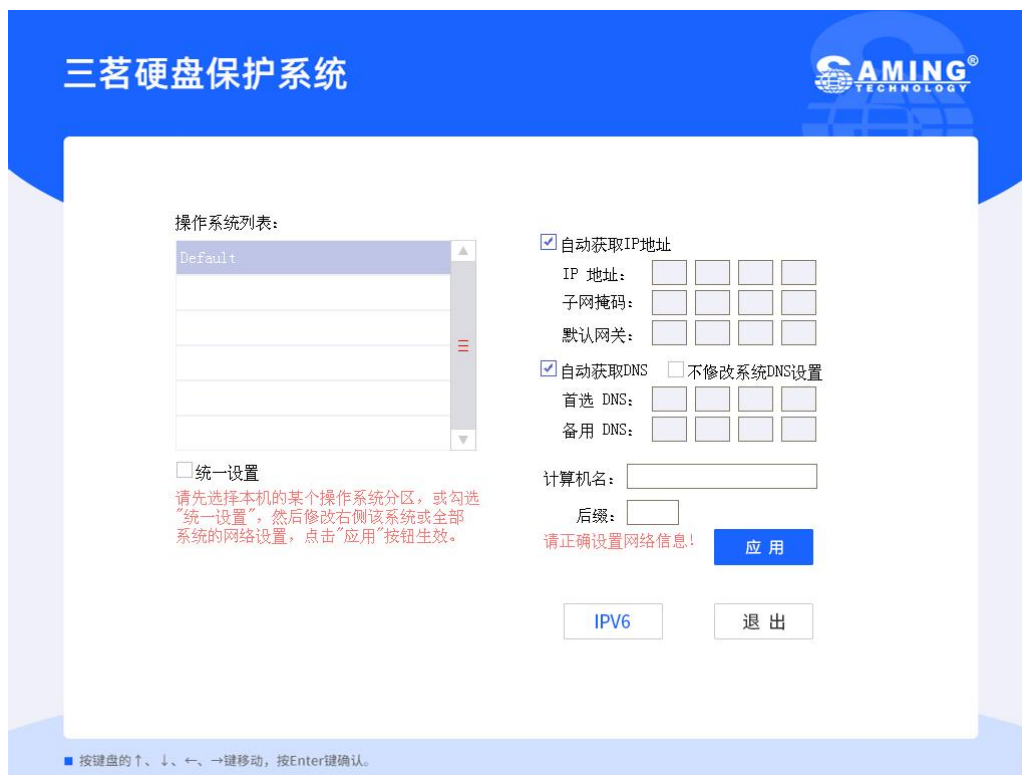 三茗硬盘保护系统
SAMING®
TECHNOLOGY
操作系统列表:
Default
统一设置
请先选择本机的某个操作系统分区，或勾选
"统一设置"，然后修改右侧该系统或全部
系统的网络设置，点击"应用"按钮生效。
自动获取IP地址
IP 地址:
子网掩码:
默认网关:
自动获取DNS 不修改系统DNS设置
首选 DNS:
备用 DNS:
计算机名:
后缀:
请正确设置网络信息!
应 用
IPV6
退 出
按键盘的↑、↓、←、→键移动，按Enter键确认。